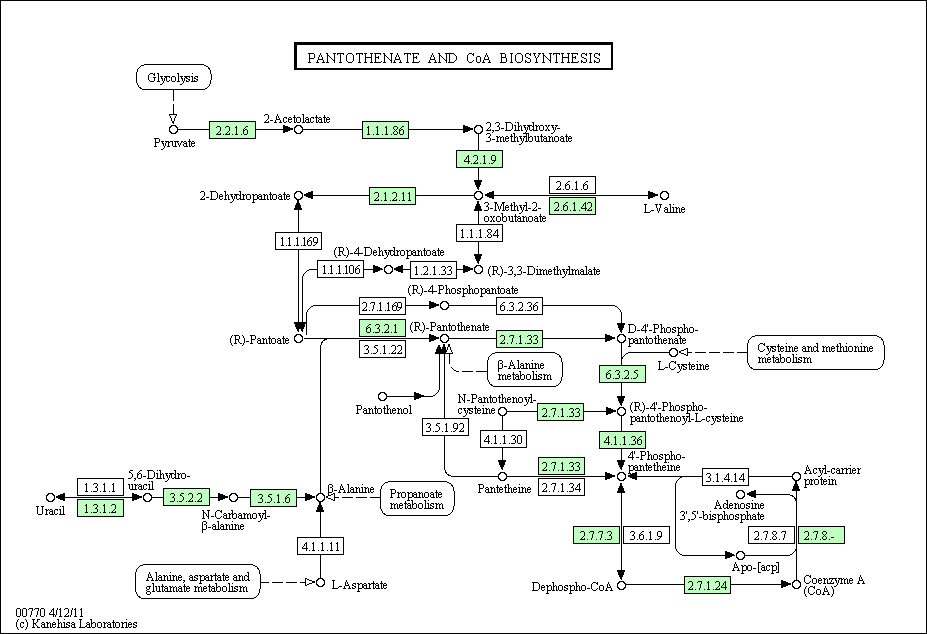 PANTOTHENATE AND CoA BIOSYNTHESIS
Glycolysis
2-Acetolactate
2,3-Dihydroxy-
3-methylbutanoate
2.2.1.6
1.1.1.86
Pyruvate
4.2.1.9
2-Dehydropantoate
2.1.2.11
2.6.1.6
2.6.1.42
L-Valine
3-Methyl-2-
oxobutanoate
1.1.1.84
1.1.1.169
(R)-4-Dehydropantoate
1.1.1.106
1.2.1.33
(R)-3,3-Dimethylmalate
(R)-4-Phosphopantoate
2.7.1.169
6.3.2.36
(R)-Pantoate
6.3.2.1
3.5.1.22
(R)-Pantothenate
2.7.1.33
D-4'-Phospho-
pantothenate
Cysteine and methionine
metabolism
L-Cysteine
β-Alanine
metabolism
6.3.2.5
Pantothenol
N-Pantothenoyl-
cysteine
2.7.1.33
(R)-4'-Phospho-
pantothenoyl-L-cysteine
3.5.1.92
4.1.1.30
4.1.1.36
4'-Phospho-
pantetheine
2.7.1.33
2.7.1.34
Pantetheine
3.1.4.14
Acyl-carrier
protein
5,6-Dihydro-
uracil
1.3.1.1
1.3.1.2
Uracil
3.5.2.2
N-Carbamoyl-
β-alanine
3.5.1.6
β-Alanine
Propanoate
metabolism
Adenosine
3',5'-bisphosphate
2.7.7.3
3.6.1.9
2.7.8.7
2.7.8.-
4.1.1.11
Apo-[acp]
Alanine, aspartate and
glutamate metabolism
L-Aspartate
Dephospho-CoA
2.7.1.24
Coenzyme A
(CoA)
00770 4/12/11
(c) Kanehisa Laboratories